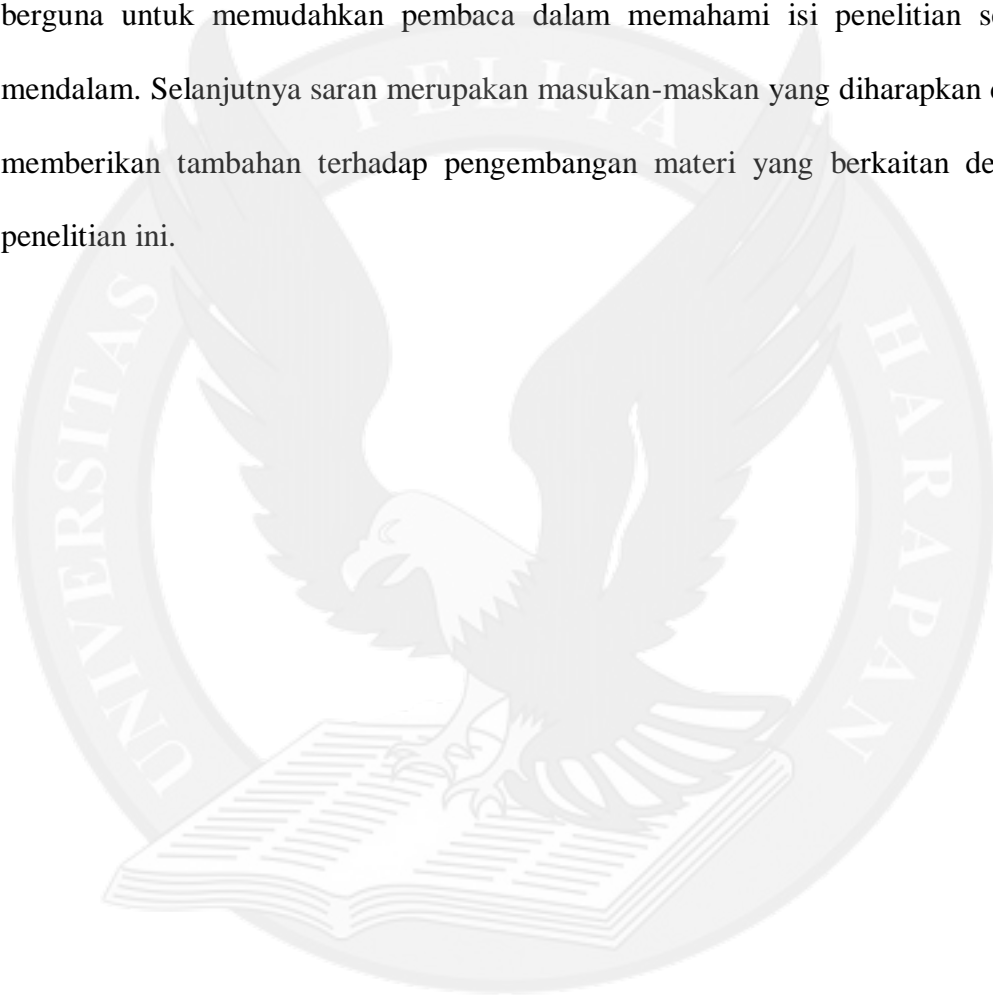 berguna untuk memudahkan pembaca dalam memahami isi penelitian
mendalam. Selanjutnya saran merupakan masukan-maskan yang diharapkan
memberikan tambahan terhadap pengembangan materi yang berkaitan
penelitian ini.
PELITA
UNIVERSITAS
HARAPAN